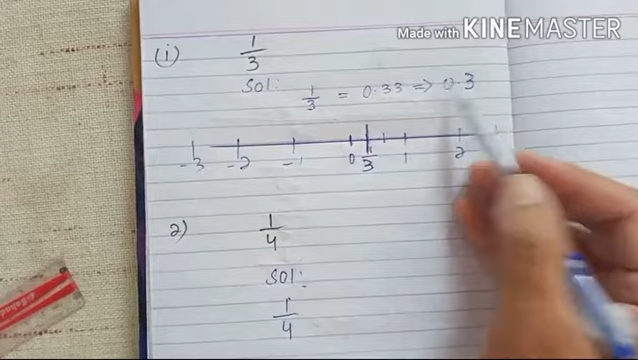 Made with KINEMASTER
(i) 1/3
Sol:
1/3 = 0.33 => 0.3
-3 -2 -1 0 1/3 1 2
2) 1/4
Sol:
1/4